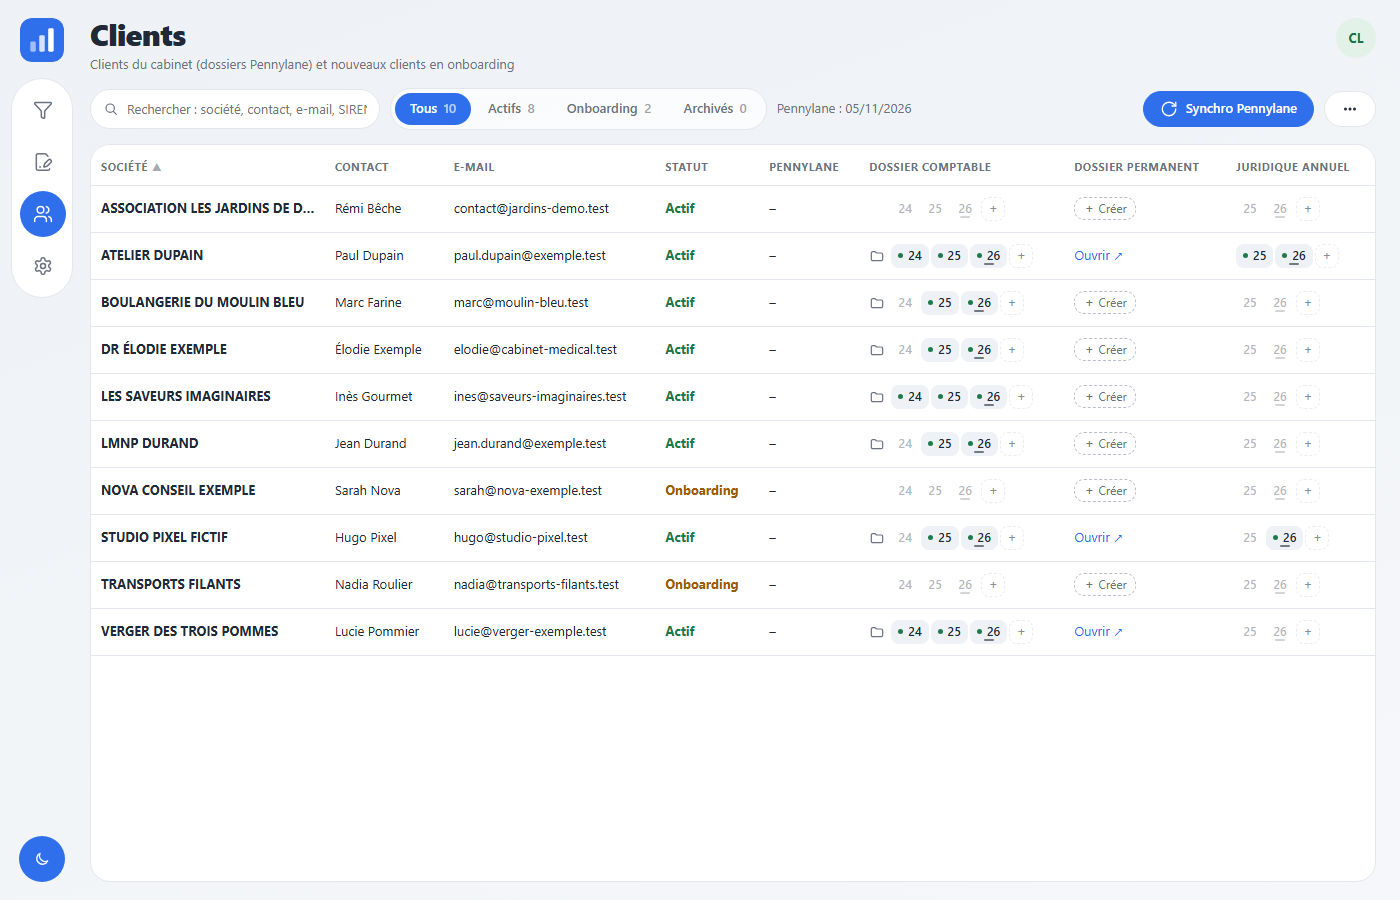 Clients
CL
Clients du cabinet (dossiers Pennylane) et nouveaux clients en onboarding
Rechercher : société, contact, e-mail, SIREN Tous 10 Actifs 8 Onboarding 2 Archivés 0 Pennylane : 05/11/2026 Synchro Pennylane ···
SOCIÉTÉ ▲ CONTACT E-MAIL STATUT PENNYLANE DOSSIER COMPTABLE DOSSIER PERMANENT JURIDIQUE ANNUEL
ASSOCIATION LES JARDINS DE D... Rémi Bêche contact@jardins-demo.test Actif – 24 25 26 + + Créer 25 26 +
ATELIER DUPAIN Paul Dupain paul.dupain@exemple.test Actif – 24 25 26 + Ouvrir ↗ 25 26 +
BOULANGERIE DU MOULIN BLEU Marc Farine marc@moulin-bleu.test Actif – 24 25 26 + + Créer 25 26 +
DR ÉLODIE EXEMPLE Élodie Exemple elodie@cabinet-medical.test Actif – 24 25 26 + + Créer 25 26 +
LES SAVEURS IMAGINAIRES Inès Gourmet ines@saveurs-imaginaires.test Actif – 24 25 26 + + Créer 25 26 +
LMNP DURAND Jean Durand jean.durand@exemple.test Actif – 24 25 26 + + Créer 25 26 +
NOVA CONSEIL EXEMPLE Sarah Nova sarah@nova-exemple.test Onboarding – 24 25 26 + + Créer 25 26 +
STUDIO PIXEL FICTIF Hugo Pixel hugo@studio-pixel.test Actif – 24 25 26 + Ouvrir ↗ 25 26 +
TRANSPORTS FILANTS Nadia Roulier nadia@transports-filants.test Onboarding – 24 25 26 + + Créer 25 26 +
VERGER DES TROIS POMMES Lucie Pommier lucie@verger-exemple.test Actif – 24 25 26 + Ouvrir ↗ 25 26 +